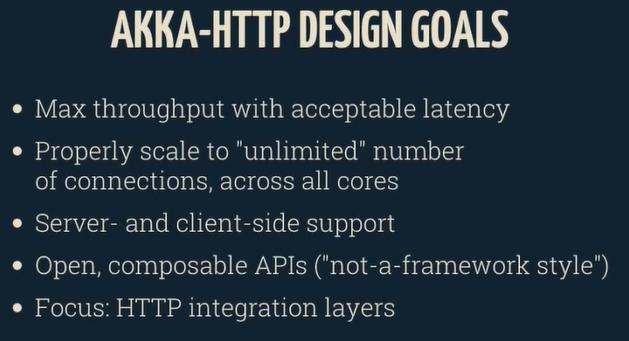 AKKA-HTTP DESIGN GOALS
• Max throughput with acceptable latency
• Properly scale to "unlimited" number
of connections, across all cores
• Server- and client-side support
• Open, composable APIs ("not-a-framework style")
• Focus: HTTP integration layers